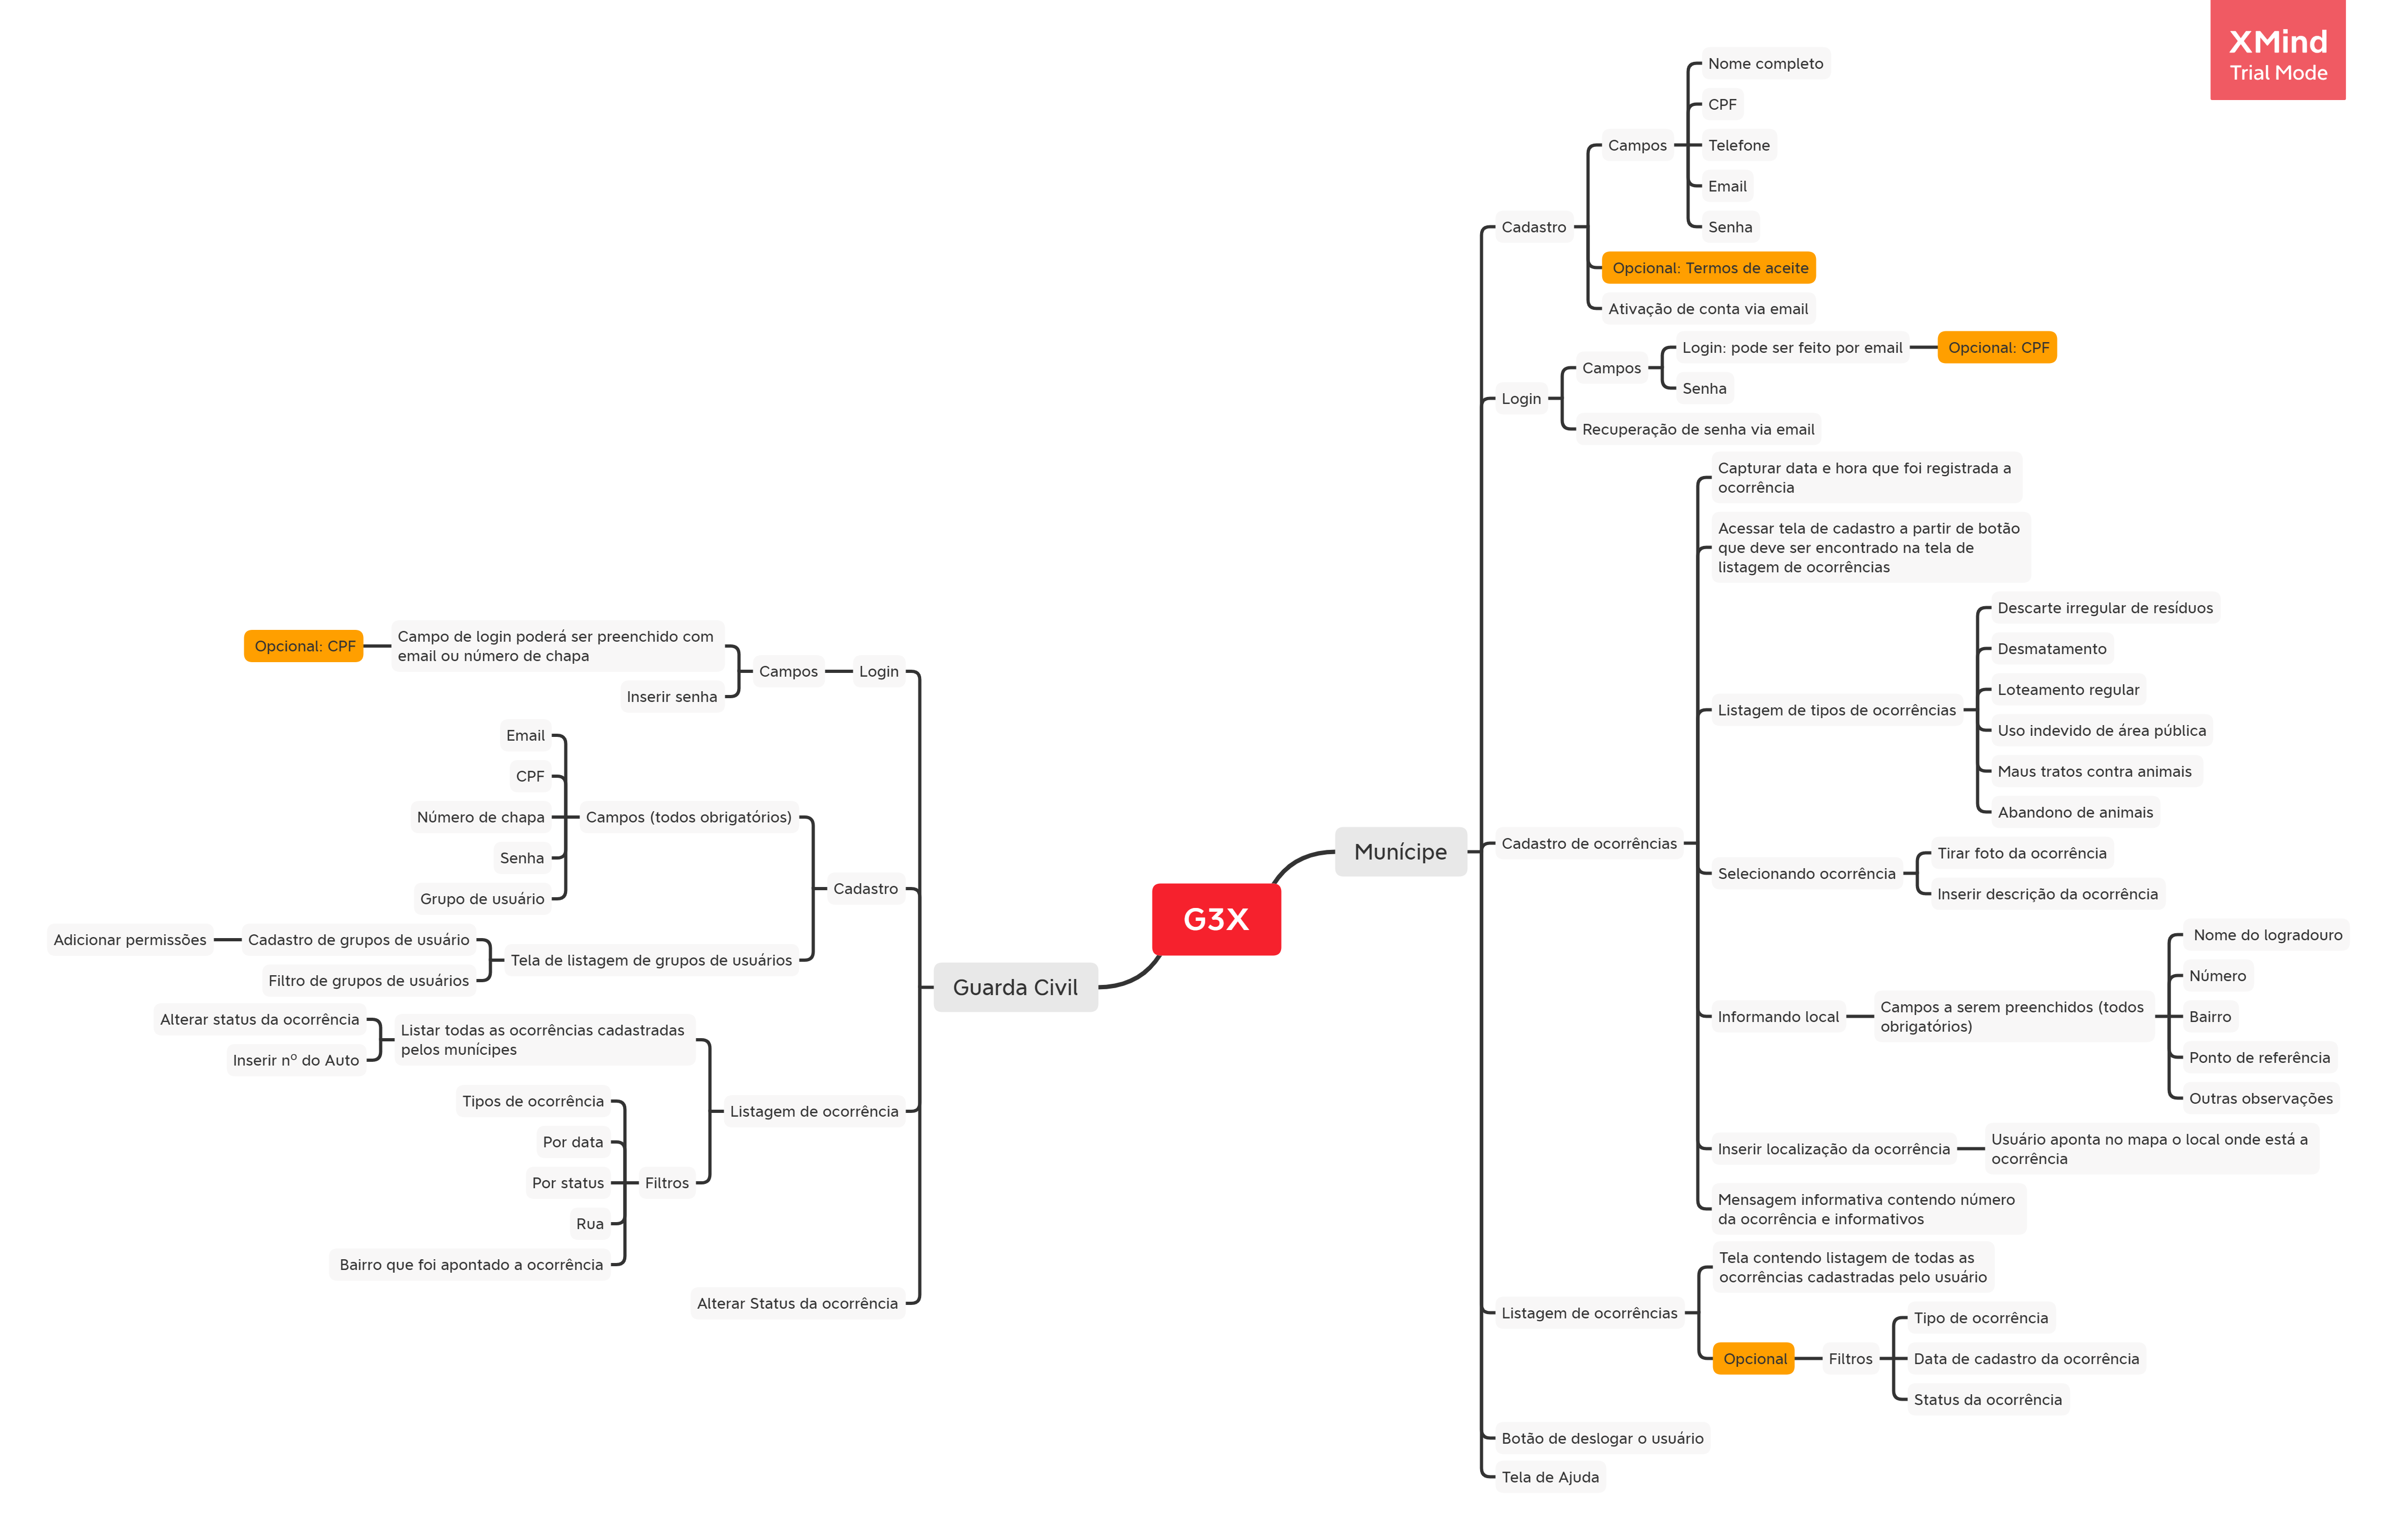 XMind
Trial Mode
G3X
Munícipe
Cadastro
Campos
Nome completo
CPF
Telefone
Email
Senha
Opcional: Termos de aceite
Ativação de conta via email
Login
Campos
Login: pode ser feito por email
Opcional: CPF
Senha
Recuperação de senha via email
Cadastro de ocorrências
Capturar data e hora que foi registrada a
ocorrência
Acessar tela de cadastro a partir de botão
que deve ser encontrado na tela de
listagem de ocorrências
Listagem de tipos de ocorrências
Descarte irregular de resíduos
Desmatamento
Loteamento regular
Uso indevido de área pública
Maus tratos contra animais
Abandono de animais
Selecionando ocorrência
Tirar foto da ocorrência
Inserir descrição da ocorrência
Informando local
Campos a serem preenchidos (todos
obrigatórios)
Nome do logradouro
Número
Bairro
Ponto de referência
Outras observações
Inserir localização da ocorrência
Usuário aponta no mapa o local onde está a
ocorrência
Mensagem informativa contendo número
da ocorrência e informativos
Listagem de ocorrências
Tela contendo listagem de todas as
ocorrências cadastradas pelo usuário
Opcional
Filtros
Tipo de ocorrência
Data de cadastro da ocorrência
Status da ocorrência
Botão de deslogar o usuário
Tela de Ajuda
Guarda Civil
Login
Campos
Campo de login poderá ser preenchido com
email ou número de chapa
Opcional: CPF
Inserir senha
Cadastro
Campos (todos obrigatórios)
Email
CPF
Número de chapa
Senha
Grupo de usuário
Tela de listagem de grupos de usuários
Cadastro de grupos de usuário
Adicionar permissões
Filtro de grupos de usuários
Listagem de ocorrência
Listar todas as ocorrências cadastradas
pelos munícipes
Alterar status da ocorrência
Inserir nº do Auto
Filtros
Tipos de ocorrência
Por data
Por status
Rua
Bairro que foi apontado a ocorrência
Alterar Status da ocorrência